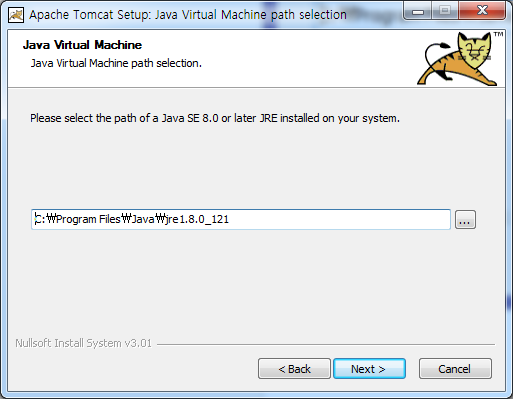 Apache Tomcat Setup: Java Virtual Machine path selection
Java Virtual Machine
Java Virtual Machine path selection.
TM
Please select the path of a Java SE 8.0 or later JRE installed on your system.
C:₩Program Files₩Java₩jre1.8.0_121
...
Nullsoft Install System v3.01
< Back
Next >
Cancel